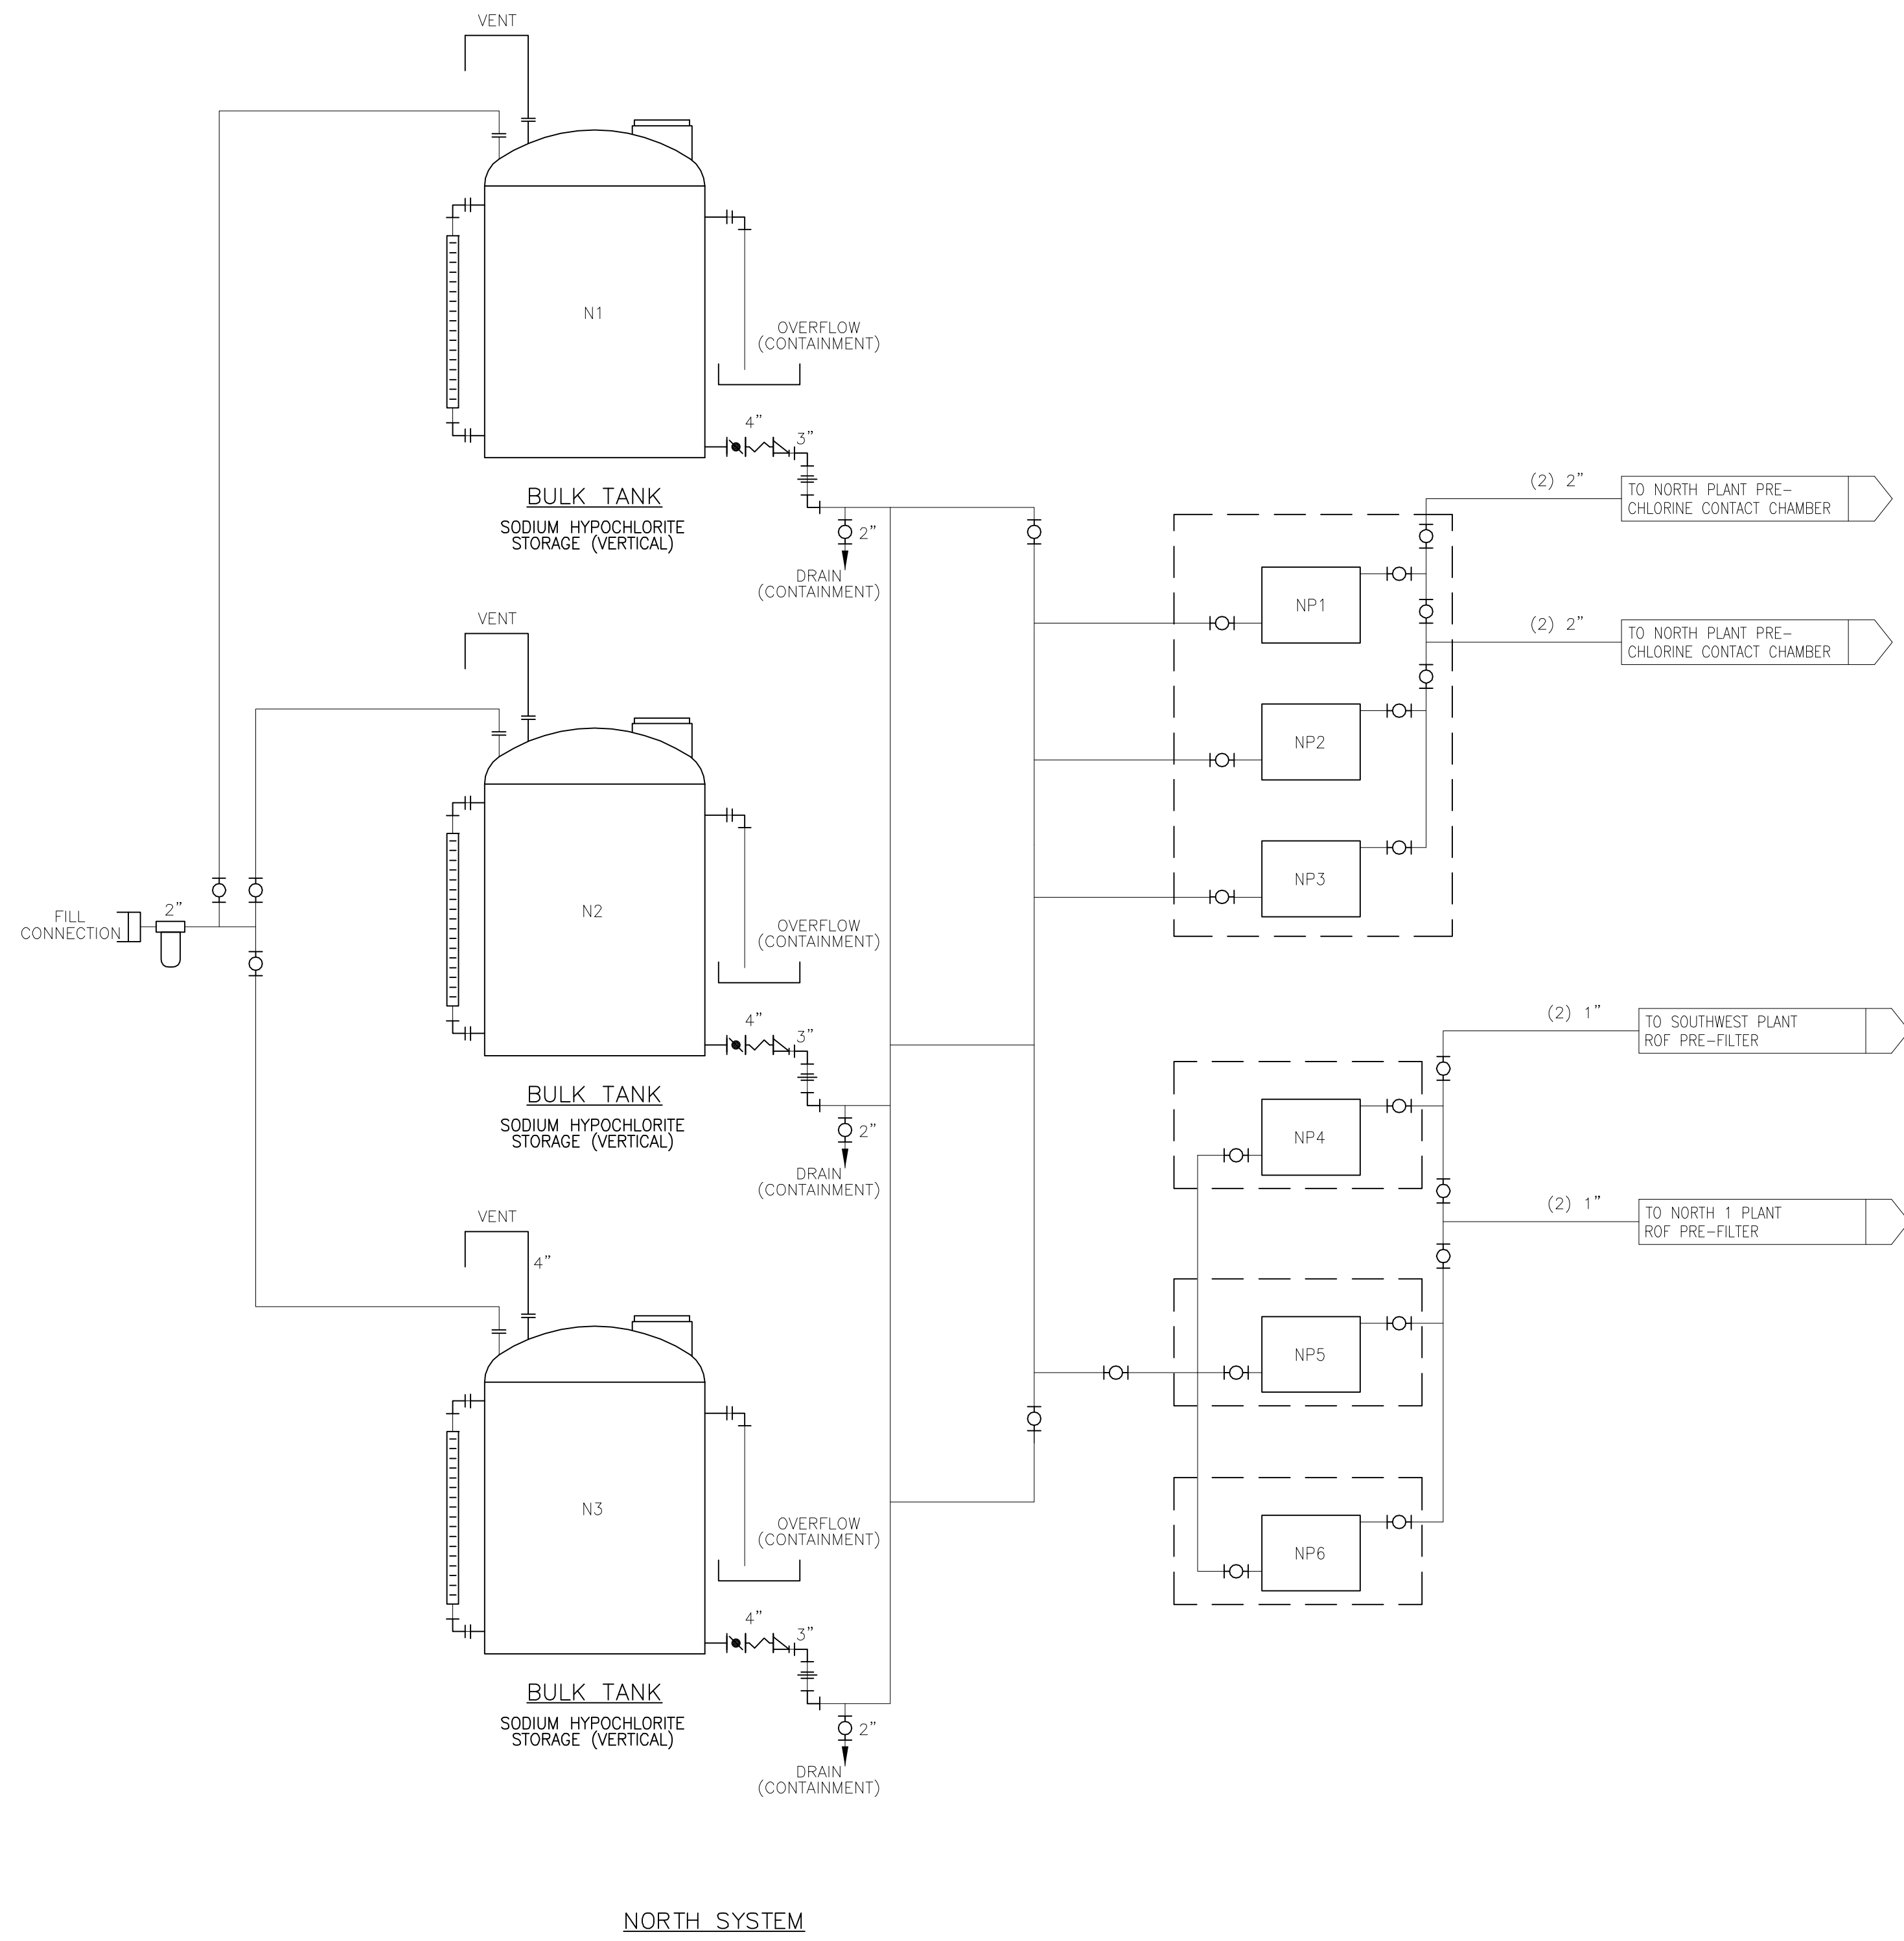 VENT
N1
OVERFLOW
(CONTAINMENT)
4”
3”
BULK TANK
SODIUM HYPOCHLORITE
STORAGE (VERTICAL)
2”
DRAIN
(CONTAINMENT)
VENT
N2
OVERFLOW
(CONTAINMENT)
FILL
CONNECTION
2”
4”
3”
BULK TANK
SODIUM HYPOCHLORITE
STORAGE (VERTICAL)
2”
DRAIN
(CONTAINMENT)
VENT
4”
N3
OVERFLOW
(CONTAINMENT)
4”
3”
BULK TANK
SODIUM HYPOCHLORITE
STORAGE (VERTICAL)
2”
DRAIN
(CONTAINMENT)
(2) 2”
TO NORTH PLANT PRE-
CHLORINE CONTACT CHAMBER
NP1
(2) 2”
TO NORTH PLANT PRE-
CHLORINE CONTACT CHAMBER
NP2
NP3
(2) 1”
TO SOUTHWEST PLANT
ROF PRE-FILTER
NP4
(2) 1”
TO NORTH 1 PLANT
ROF PRE-FILTER
NP5
NP6
NORTH SYSTEM